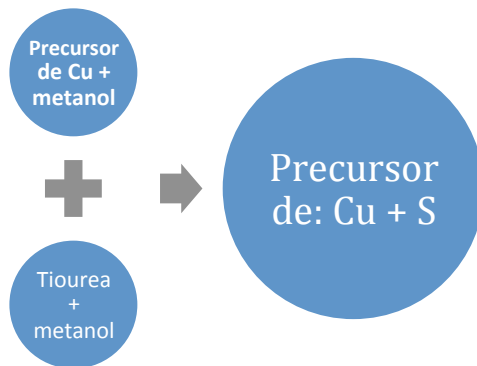 Precursor
de Cu +
metanol
Tiourea
+
metanol
Precursor
de: Cu + S